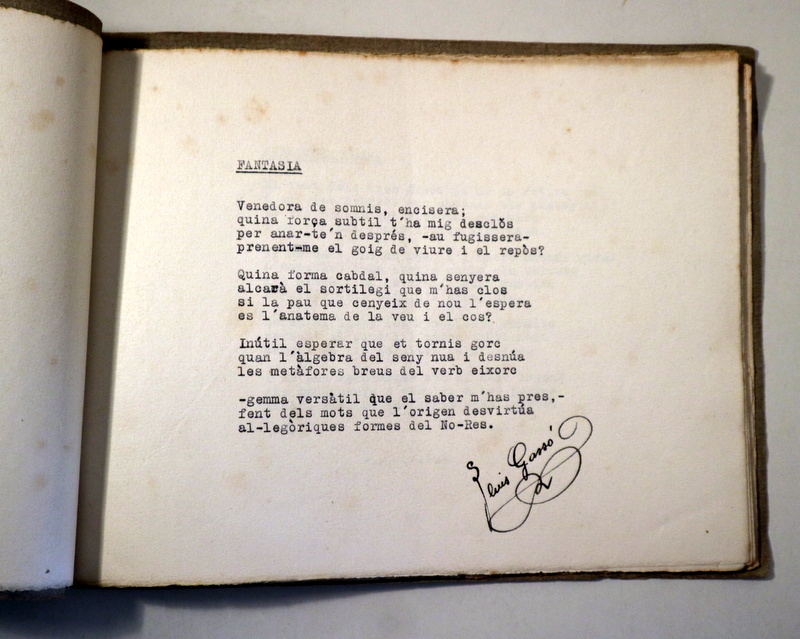 FANTASIA
Venedora de somnis, encisera;
quina força subtil t'ha mig desclòs
per anar-te'n després, -au fugissera-
prenent-me el goig de viure i el repòs?
Quina forma cabdal, quina senyera
alcarà el sortilegi que m'has clos
si la pau que cenyeix de nou l'espera
es l'anatema de la veu i el cos?
Inútil esperar que et tornis gorc
quan l'àlgebra del seny nua i desnúa
les metàfores breus del verb eixorc
-gemma versàtil que el saber m'has pres,-
fent dels mots que l'origen desvirtúa
al-legòriques formes del No-Res.
Lluis Gassó